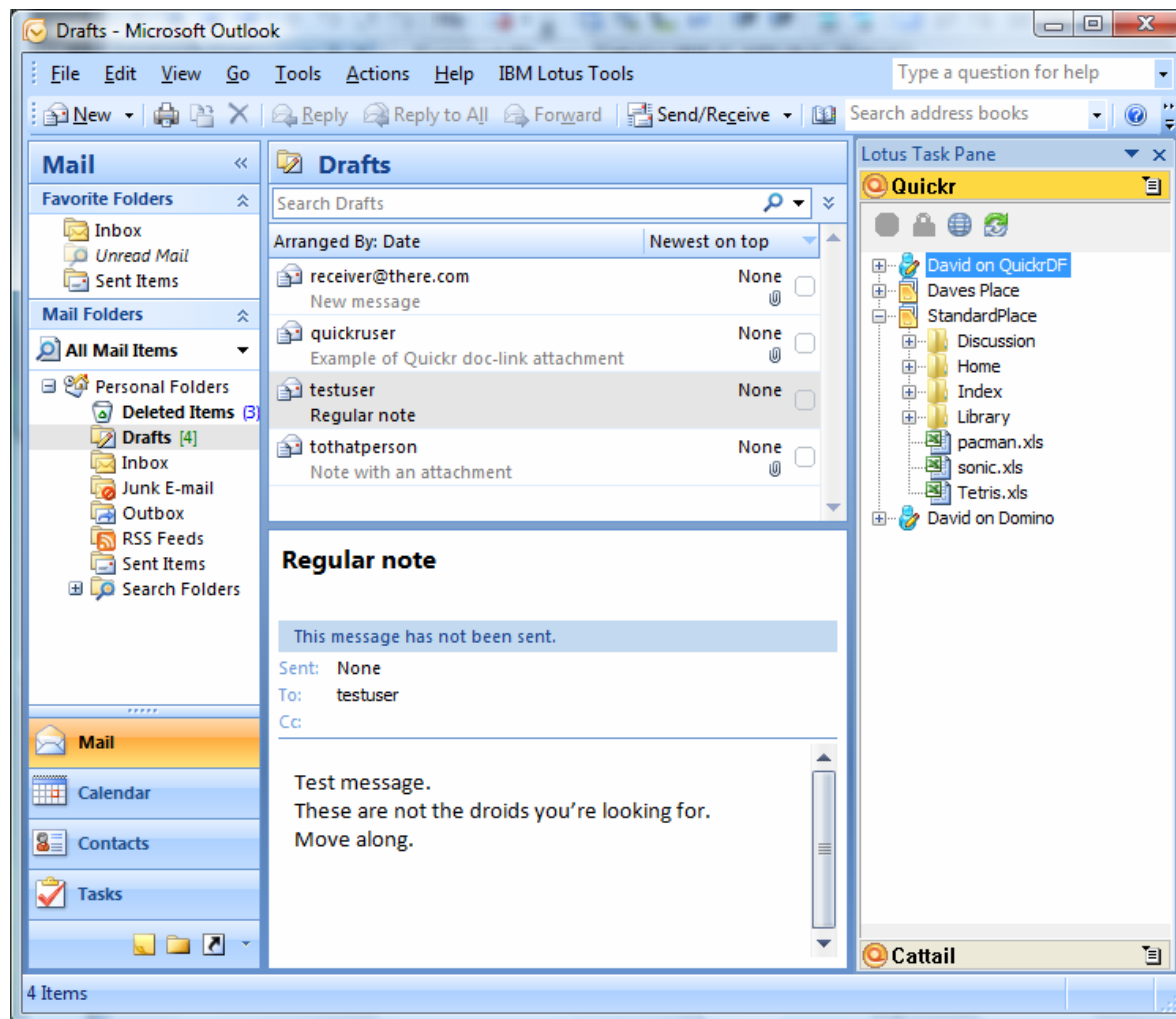 Drafts - Microsoft Outlook
File Edit View Go Tools Actions Help IBM Lotus Tools Type a question for help
New Reply Reply to All Forward Send/Receive Search address books
Mail
Favorite Folders
Inbox
Unread Mail
Sent Items
Mail Folders
All Mail Items
Personal Folders
Deleted Items (3)
Drafts [4]
Inbox
Junk E-mail
Outbox
RSS Feeds
Sent Items
Search Folders
Mail
Calendar
Contacts
Tasks
Drafts
Search Drafts
Arranged By: Date Newest on top
receiver@there.com None
New message
quickruser None
Example of Quickr doc-link attachment
testuser None
Regular note
tothatperson None
Note with an attachment
Regular note
This message has not been sent.
Sent: None
To: testuser
Cc:
Test message.
These are not the droids you're looking for.
Move along.
Lotus Task Pane
Quickr
David on QuickrDF
Daves Place
StandardPlace
Discussion
Home
Index
Library
pacman.xls
sonic.xls
Tetris.xls
David on Domino
Cattail
4 Items